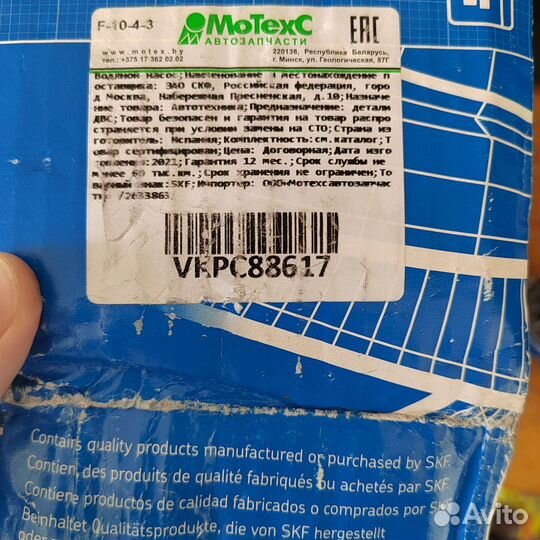 F-10-4-3
МоТехС
АВТОЗАПЧАСТИ
EAC
www.motex.by
тел.: +375 17 362 02 02
220138, Республика Беларусь,
г. Минск, ул. Геологическая, 87Г
Водяной насос;Наименование и местонахождение п
оставщика: ЗАО СКФ, Российская федерация, горо
д Москва, Набережная Пресненская, д.10;Назначе
ние товара: Автотехника;Предназначение: детали
ДВС;Товар безопасен и гарантия на товар распро
страняется при условии замены на СТО;Страна из
готовитель: Испания;Комплектность:см.каталог;Т
овар сертифицирован;Цена: Договорная;Дата изго
товления:2021;Гарантия 12 мес.;Срок службы не
менее 60 тыс.км.;Срок хранения не ограничен;То
варный знак:SKF;Импортер: ООО«Мотехсавтозапчас
ти»
VKPC88617
Contains quality products manufactured or purchased by SKF.
Contient des produits de qualité fabriqués ou achetés par SKF.
Contiene productos de calidad fabricados o comprados por SKF.
Beinhaltet Qualitätsprodukte, die von SKF hergestellt
oder
Avito